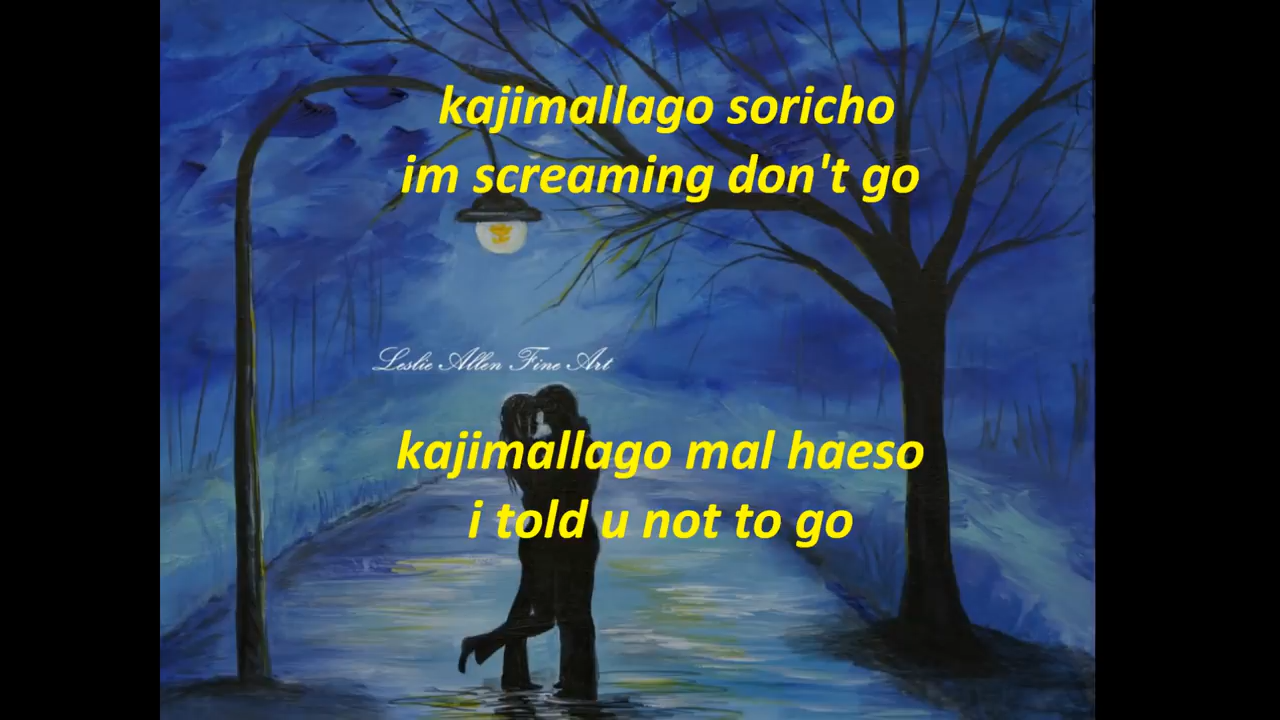 kajimallago soricho
im screaming don't go
Leslie Allen Fine Art
kajimallago mal haeso
i told u not to go